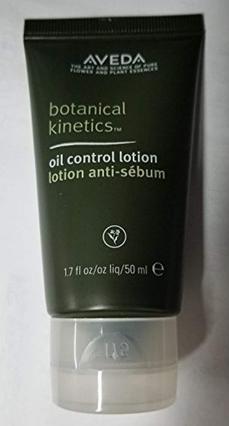 AVEDA
THE ART AND SCIENCE OF PURE
FLOWER AND PLANT ESSENCES
botanical
kinetics™
oil control lotion
lotion anti-sébum
1.7 fl oz/oz liq/50 ml e